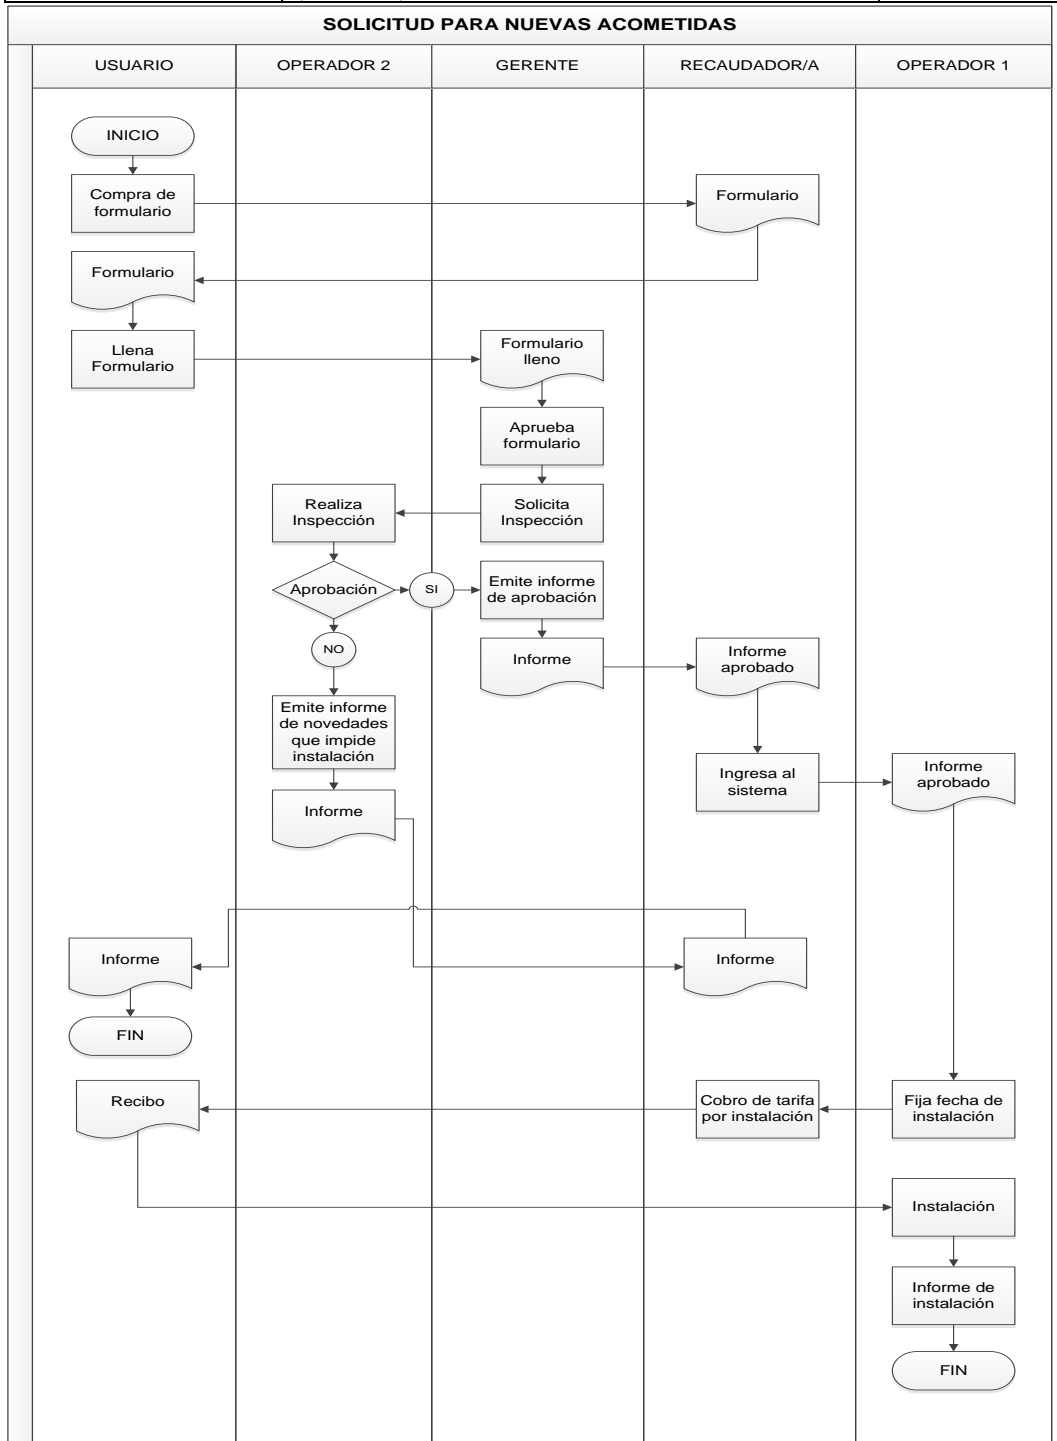 SOLICITUD PARA NUEVAS ACOMETIDAS
USUARIO
OPERADOR 2
GERENTE
RECAUDADOR/A
OPERADOR 1
INICIO
Compra de
formulario
Formulario
Formulario
Llena
Formulario
Formulario
lleno
Aprueba
formulario
Realiza
Inspección
Solicita
Inspección
Aprobación
SI
Emite informe
de aprobación
NO
Informe
Informe
aprobado
Emite informe
de novedades
que impide
instalación
Ingresa al
sistema
Informe
aprobado
Informe
Informe
Informe
FIN
Recibo
Cobro de tarifa
por instalación
Fija fecha de
instalación
Instalación
Informe de
instalación
FIN